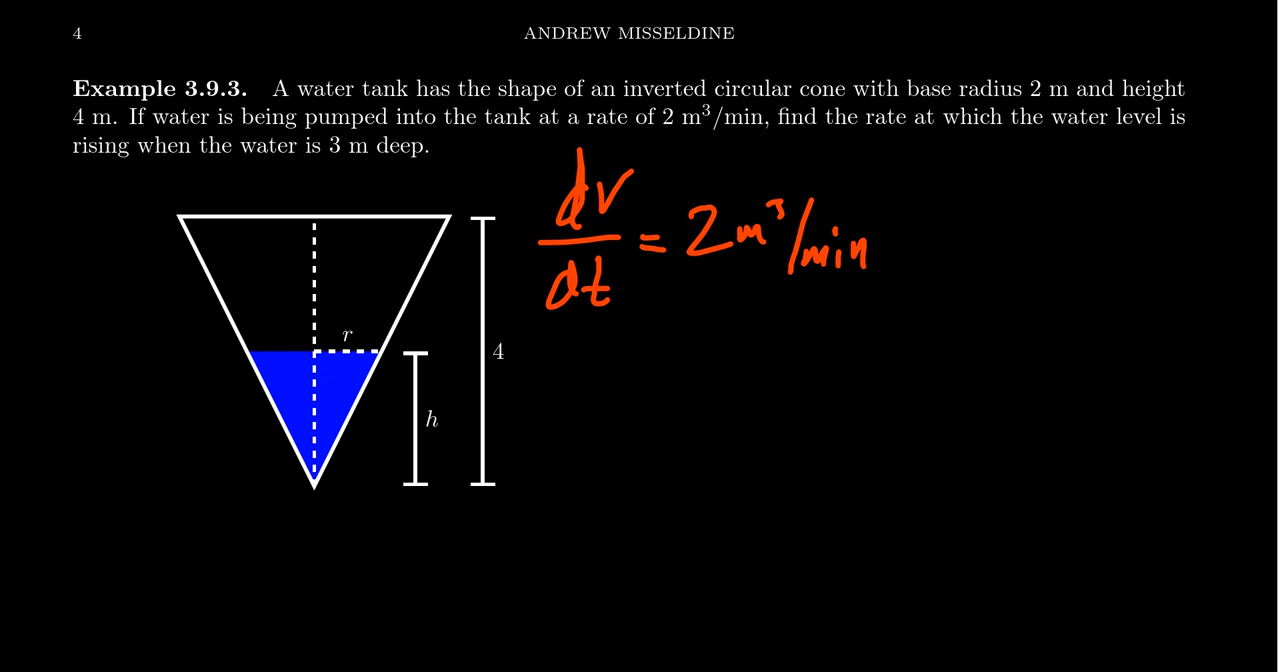 4 ANDREW MISSELDINE
Example 3.9.3. A water tank has the shape of an inverted circular cone with base radius 2 m and height
4 m. If water is being pumped into the tank at a rate of 2 m³/min, find the rate at which the water level is
rising when the water is 3 m deep.
dV/dt = 2 m³/min
r
4
h